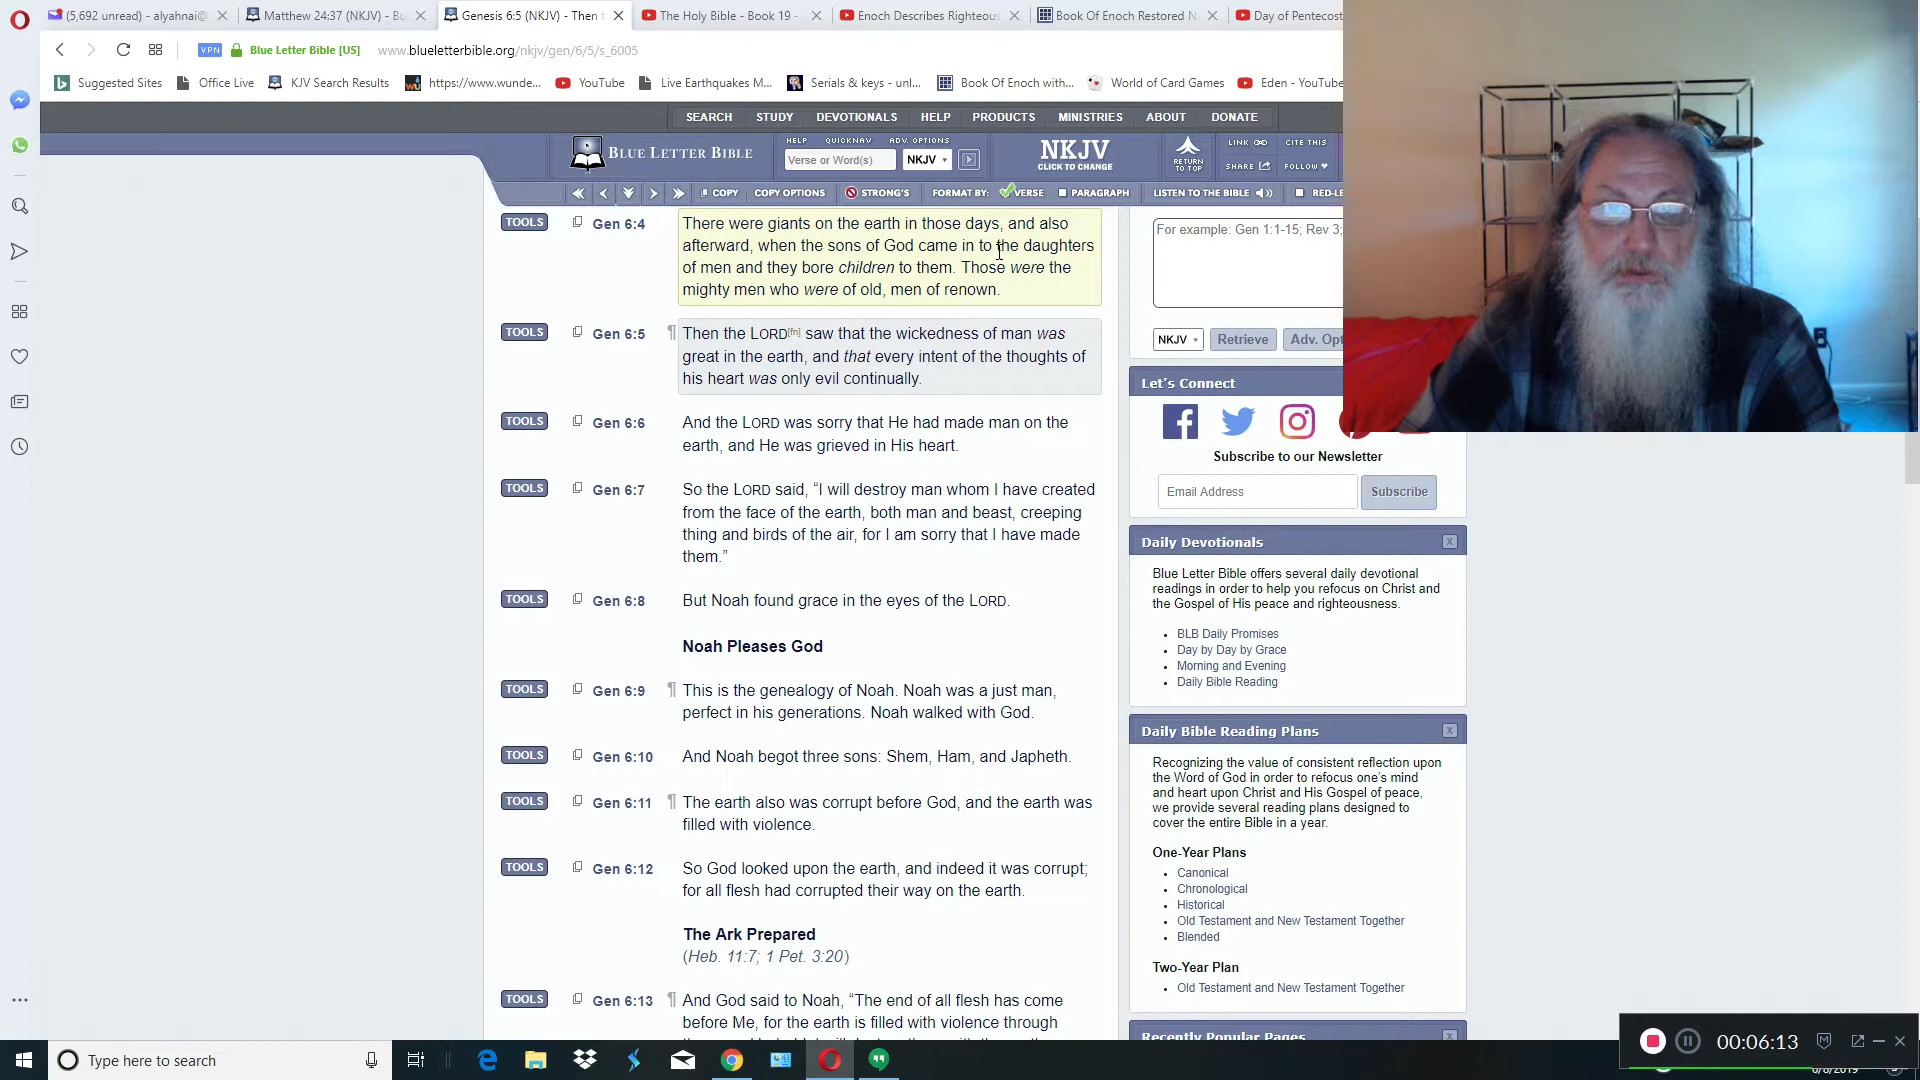 (5,692 unread) - alyahnai@
Matthew 24:37 (NKJV) - Bu
Genesis 6:5 (NKJV) - Then t
The Holy Bible - Book 19 -
Enoch Describes Righteous
Book Of Enoch Restored N
Day of Pentecost
VPN
Blue Letter Bible [US]
www.blueletterbible.org/nkjv/gen/6/5/s_6005
Suggested Sites
Office Live
KJV Search Results
https://www.wunde...
YouTube
Live Earthquakes M...
Serials & keys - unl...
Book Of Enoch with...
World of Card Games
Eden - YouTube
SEARCH STUDY DEVOTIONALS HELP PRODUCTS MINISTRIES ABOUT DONATE
BLUE LETTER BIBLE
HELP QUICKNAV ADV. OPTIONS
Verse or Word(s)
NKJV
NKJV
CLICK TO CHANGE
RETURN
TO TOP
LINK
CITE THIS
SHARE
FOLLOW
COPY COPY OPTIONS STRONG'S FORMAT BY: VERSE PARAGRAPH LISTEN TO THE BIBLE RED-LE
TOOLS Gen 6:4 There were giants on the earth in those days, and also
afterward, when the sons of God came in to the daughters
of men and they bore children to them. Those were the
mighty men who were of old, men of renown.
TOOLS Gen 6:5 ¶ Then the LORD[fn] saw that the wickedness of man was
great in the earth, and that every intent of the thoughts of
his heart was only evil continually.
TOOLS Gen 6:6 And the LORD was sorry that He had made man on the
earth, and He was grieved in His heart.
TOOLS Gen 6:7 So the LORD said, “I will destroy man whom I have created
from the face of the earth, both man and beast, creeping
thing and birds of the air, for I am sorry that I have made
them.”
TOOLS Gen 6:8 But Noah found grace in the eyes of the LORD.
Noah Pleases God
TOOLS Gen 6:9 ¶ This is the genealogy of Noah. Noah was a just man,
perfect in his generations. Noah walked with God.
TOOLS Gen 6:10 And Noah begot three sons: Shem, Ham, and Japheth.
TOOLS Gen 6:11 ¶ The earth also was corrupt before God, and the earth was
filled with violence.
TOOLS Gen 6:12 So God looked upon the earth, and indeed it was corrupt;
for all flesh had corrupted their way on the earth.
The Ark Prepared
(Heb. 11:7; 1 Pet. 3:20)
TOOLS Gen 6:13 ¶ And God said to Noah, “The end of all flesh has come
before Me, for the earth is filled with violence through
For example: Gen 1:1-15; Rev 3;
NKJV
Retrieve
Adv. Opt
Let's Connect
Subscribe to our Newsletter
Email Address
Subscribe
Daily Devotionals
Blue Letter Bible offers several daily devotional
readings in order to help you refocus on Christ and
the Gospel of His peace and righteousness.
BLB Daily Promises
Day by Day by Grace
Morning and Evening
Daily Bible Reading
Daily Bible Reading Plans
Recognizing the value of consistent reflection upon
the Word of God in order to refocus one's mind
and heart upon Christ and His Gospel of peace,
we provide several reading plans designed to
cover the entire Bible in a year.
One-Year Plans
Canonical
Chronological
Historical
Old Testament and New Testament Together
Blended
Two-Year Plan
Old Testament and New Testament Together
Recently Popular Pages
Type here to search
00:06:13